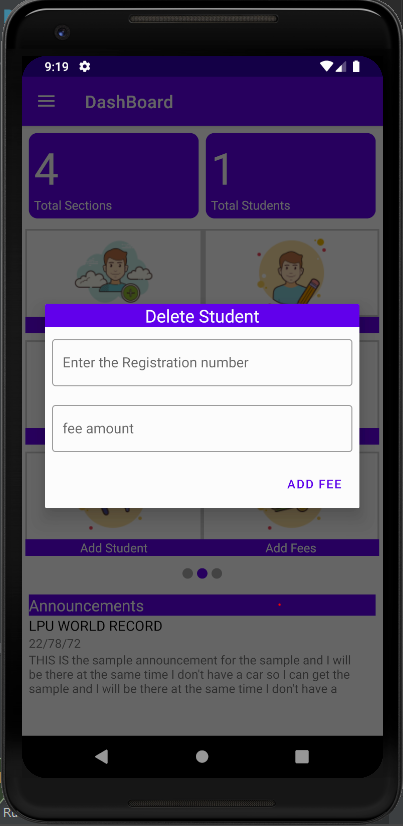 9:19
DashBoard
4
1
Total Sections
Total Students
Delete Student
Enter the Registration number
fee amount
ADD FEE
Add Student
Add Fees
Announcements
LPU WORLD RECORD
22/78/72
THIS IS the sample announcement for the sample and I will
be there at the same time I don't have a car so I can get the
sample and I will be there at the same time I don't have a